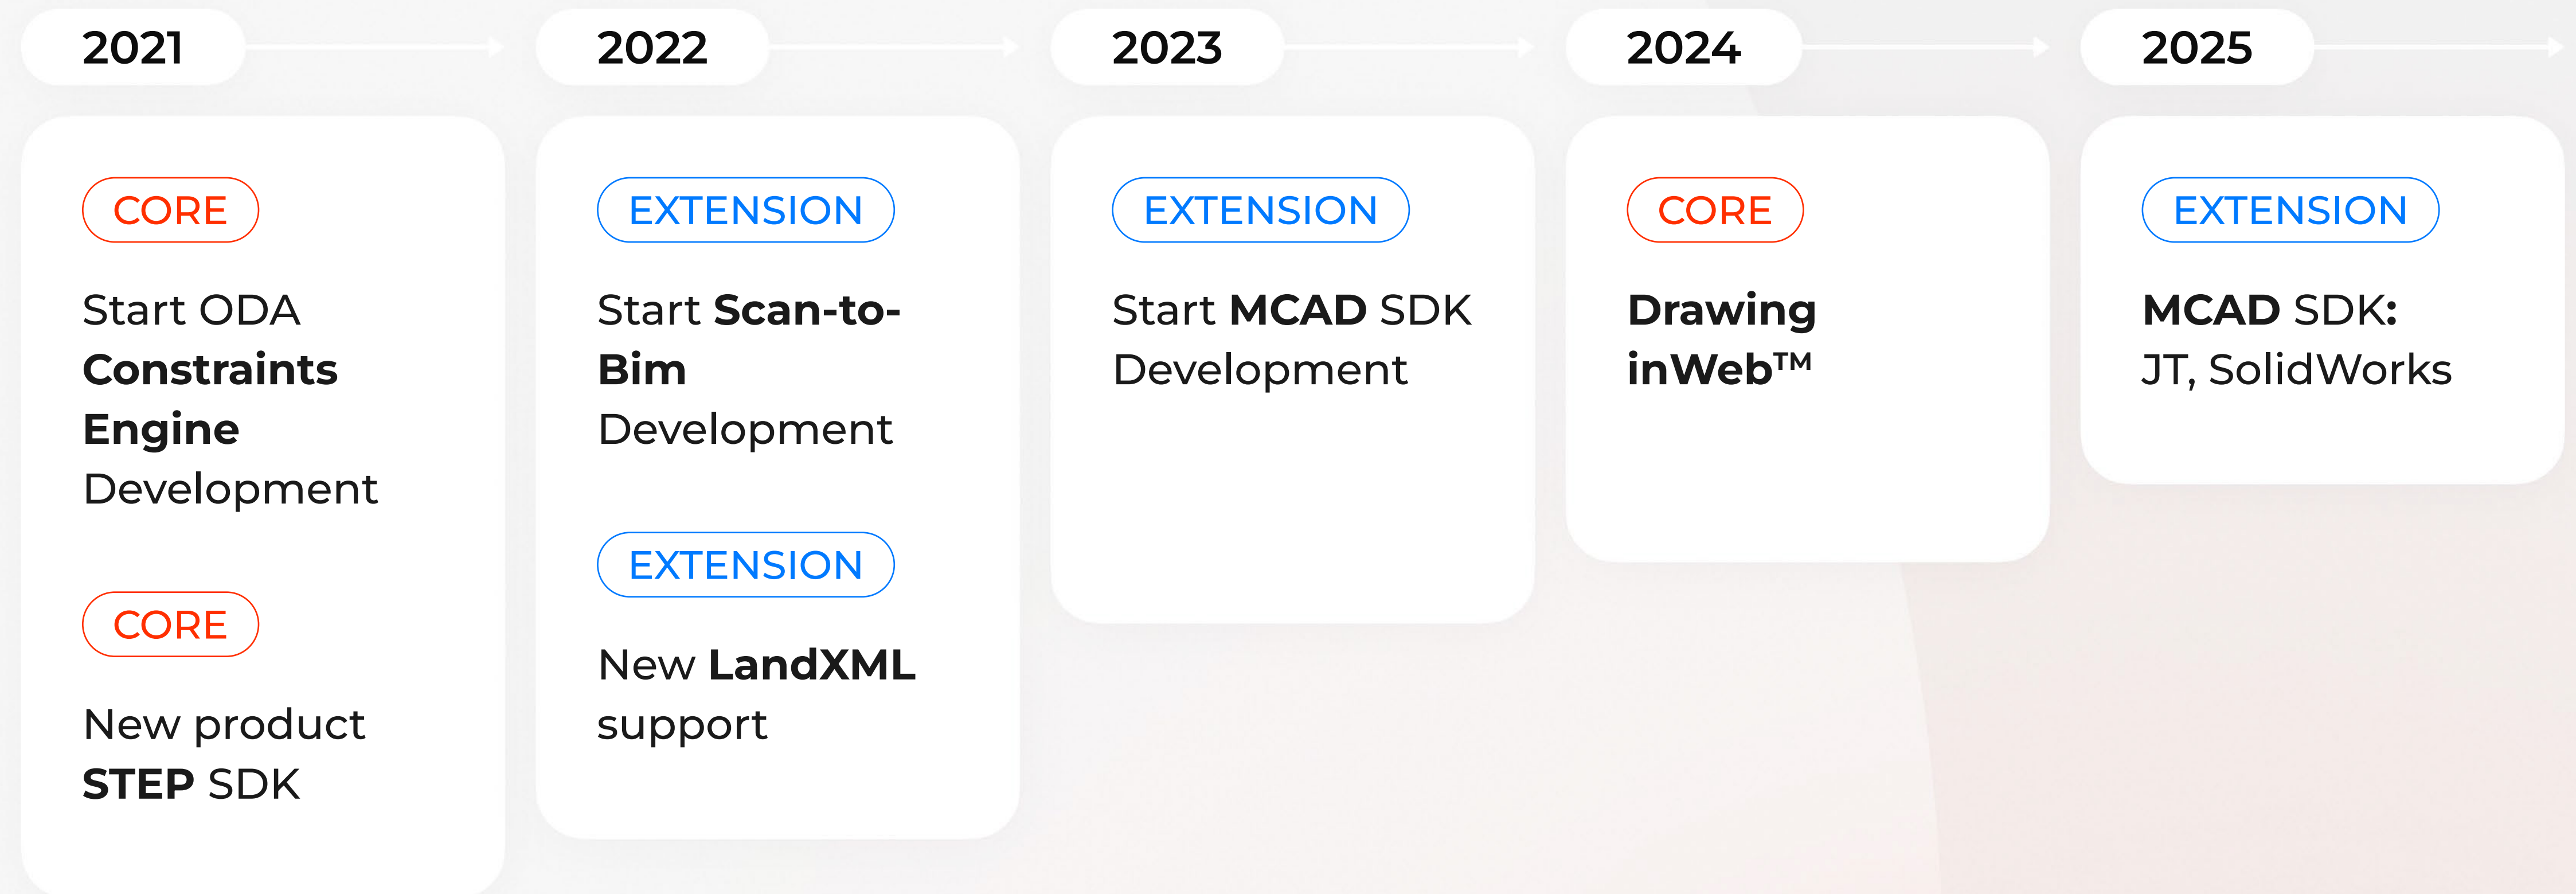 2021
CORE
Start ODA
Constraints
Engine
Development
CORE
New product
STEP SDK
2022
EXTENSION
Start Scan-to-
Bim
Development
EXTENSION
New LandXML
support
2023
EXTENSION
Start MCAD SDK
Development
2024
CORE
Drawing
inWeb™
2025
EXTENSION
MCAD SDK:
JT, SolidWorks